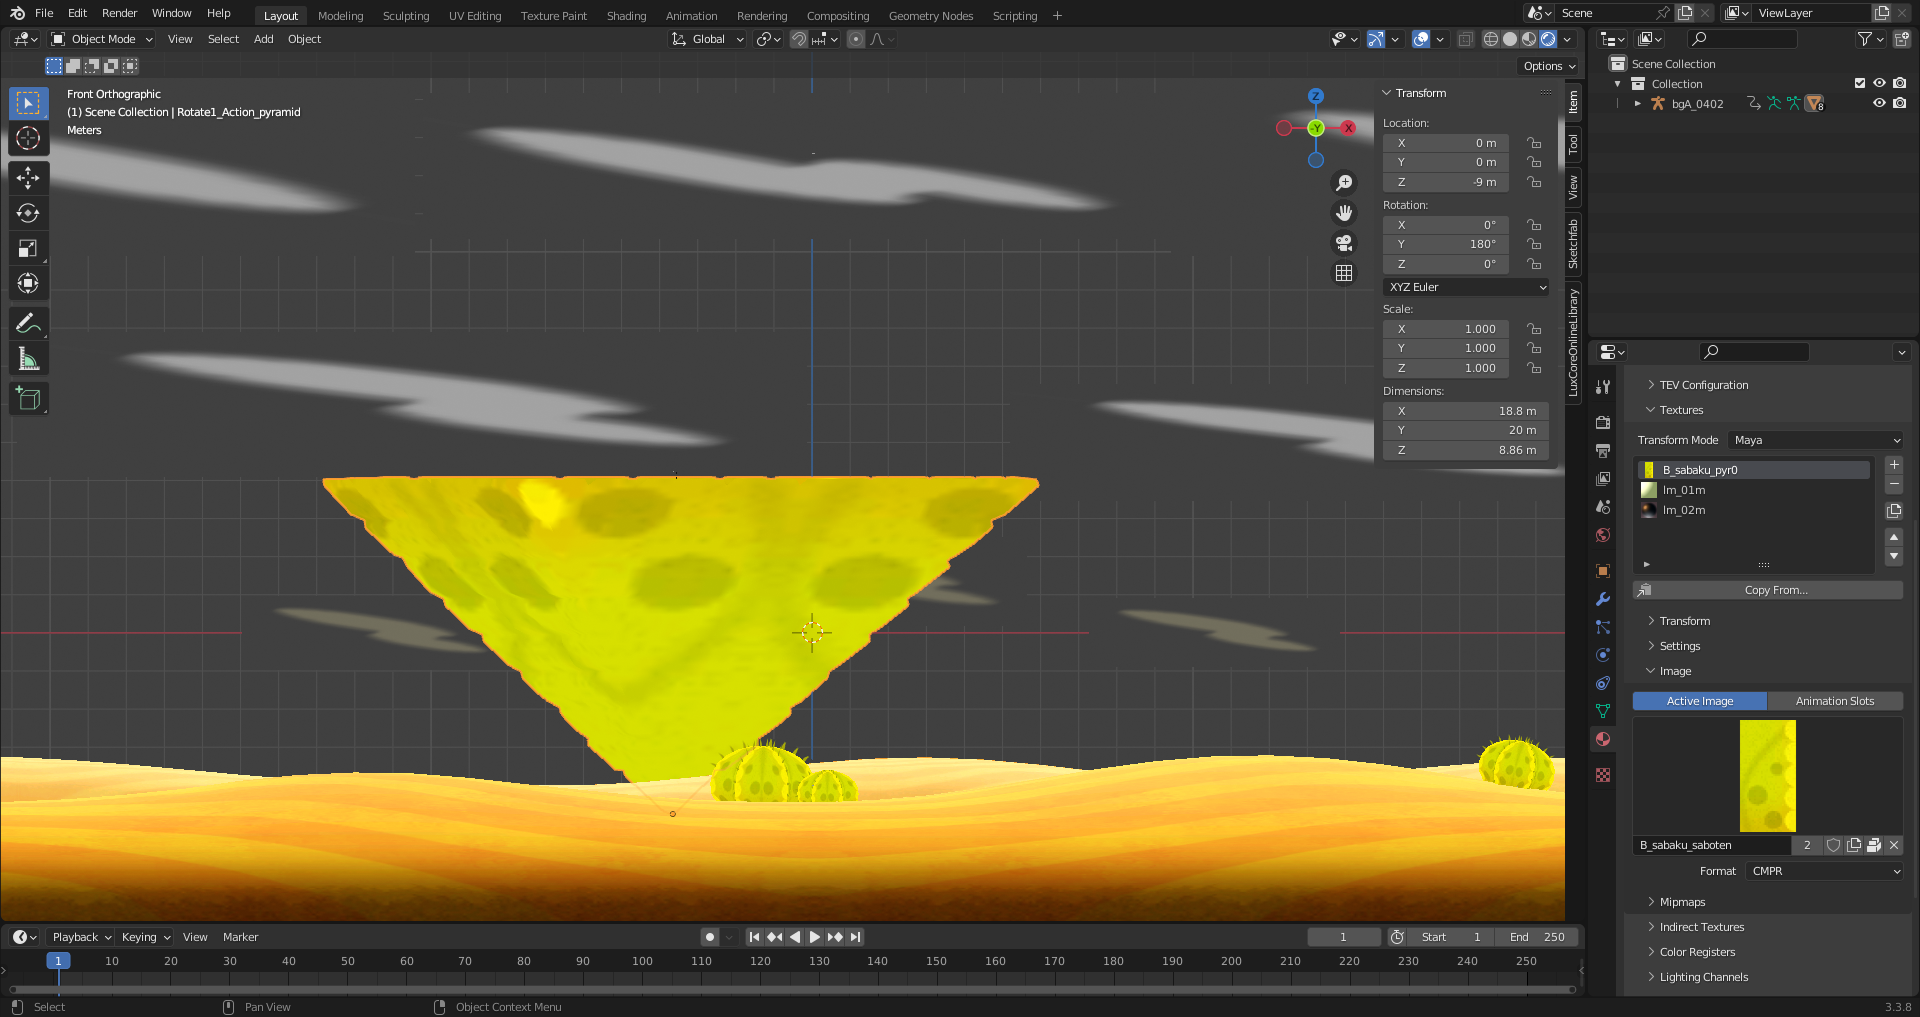 File Edit Render Window Help
Layout Modeling Sculpting UV Editing Texture Paint Shading Animation Rendering Compositing Geometry Nodes Scripting +
Scene
ViewLayer
Object Mode View Select Add Object
Global
Options
Front Orthographic
(1) Scene Collection | Rotate1_Action_pyramid
Meters
Z
-Y
X
Transform
Location:
X 0 m
Y 0 m
Z -9 m
Rotation:
X 0°
Y 180°
Z 0°
XYZ Euler
Scale:
X 1.000
Y 1.000
Z 1.000
Dimensions:
X 18.8 m
Y 20 m
Z 8.86 m
Item
Tool
View
Sketchfab
LuxCoreOnlineLibrary
Scene Collection
Collection
bgA_0402
8
TEV Configuration
Textures
Transform Mode Maya
B_sabaku_pyr0
lm_01m
lm_02m
Copy From...
Transform
Settings
Image
Active Image Animation Slots
B_sabaku_saboten 2
Format CMPR
Mipmaps
Indirect Textures
Color Registers
Lighting Channels
Playback Keying View Marker
1
Start 1
End 250
1 10 20 30 40 50 60 70 80 90 100 110 120 130 140 150 160 170 180 190 200 210 220 230 240 250
Select
Pan View
Object Context Menu
3.3.8